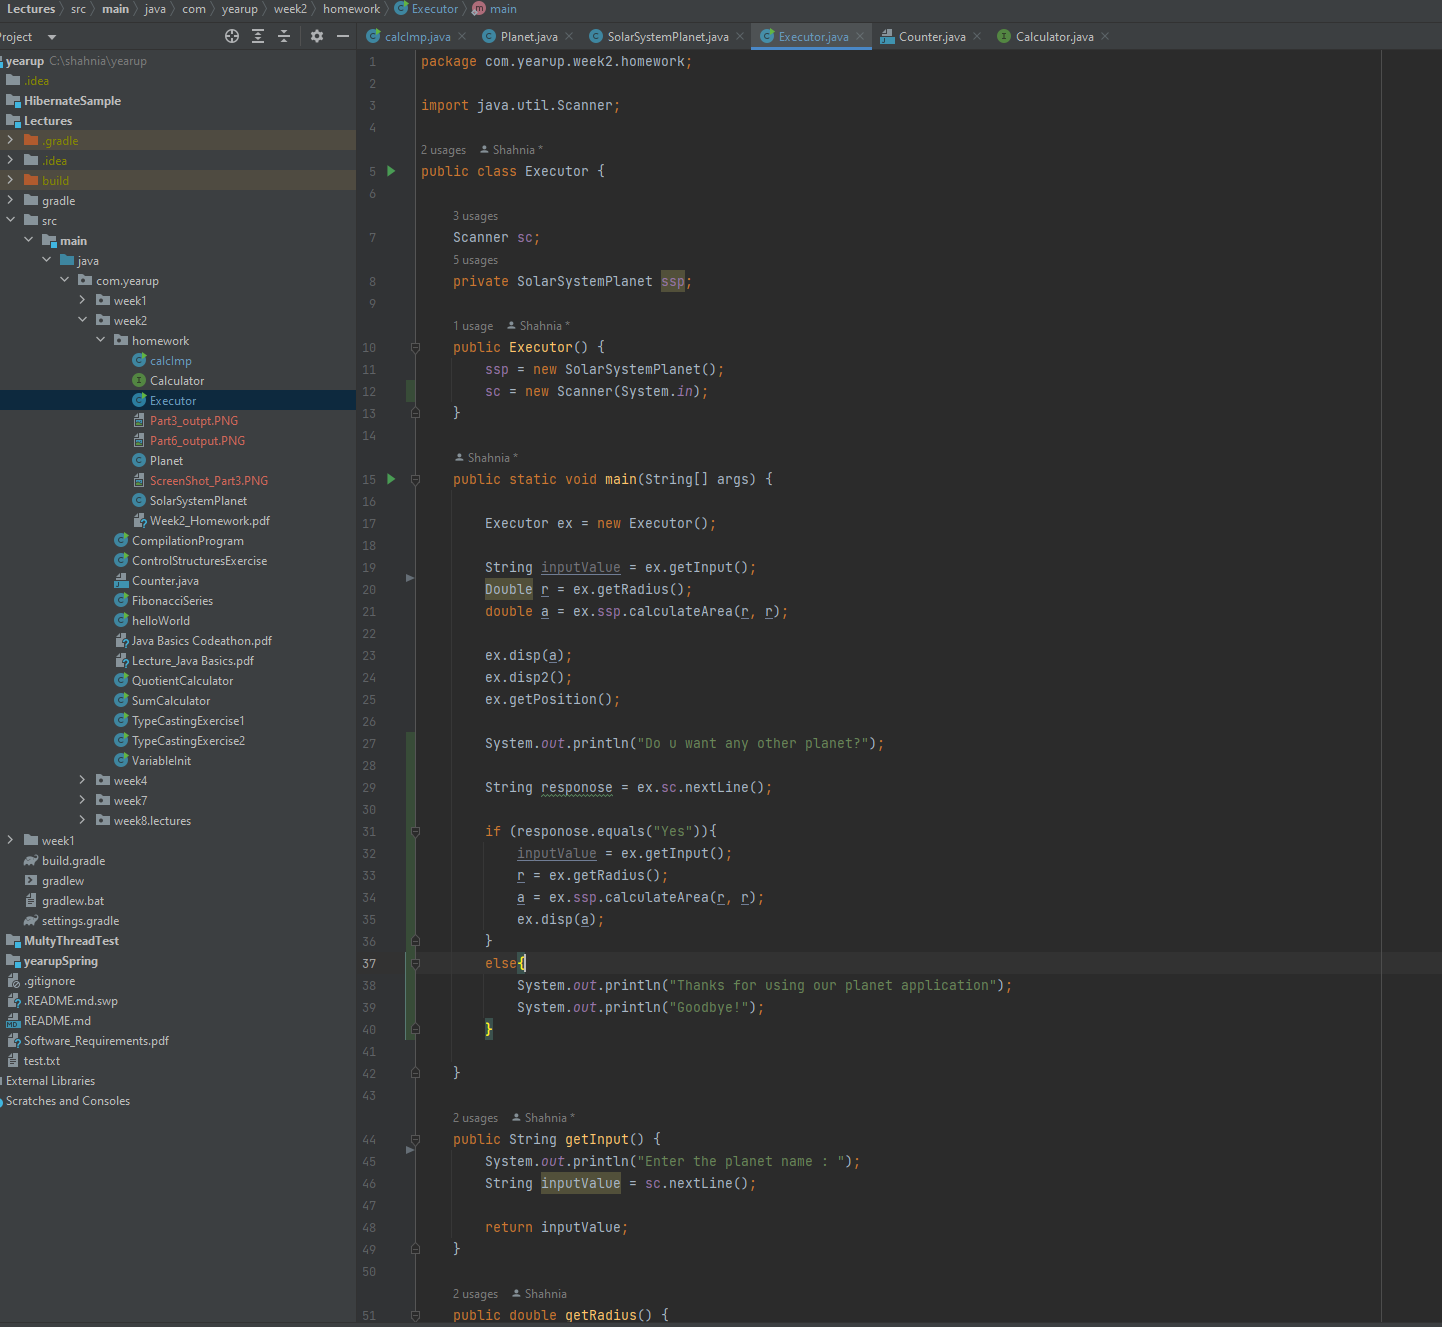 Lectures src main java com yearup week2 homework Executor main
Project
calcImp.java Planet.java SolarSystemPlanet.java Executor.java Counter.java Calculator.java
yearup C:\shahnia\yearup
.idea
HibernateSample
Lectures
.gradle
.idea
build
gradle
src
main
java
com.yearup
week1
week2
homework
calcImp
Calculator
Executor
Part3_outpt.PNG
Part6_output.PNG
Planet
ScreenShot_Part3.PNG
SolarSystemPlanet
Week2_Homework.pdf
CompilationProgram
ControlStructuresExercise
Counter.java
FibonacciSeries
helloWorld
Java Basics Codeathon.pdf
Lecture_Java Basics.pdf
QuotientCalculator
SumCalculator
TypeCastingExercise1
TypeCastingExercise2
VariableInit
week4
week7
week8.lectures
week1
build.gradle
gradlew
gradlew.bat
settings.gradle
MultyThreadTest
yearupSpring
.gitignore
.README.md.swp
README.md
Software_Requirements.pdf
test.txt
External Libraries
Scratches and Consoles
1 package com.yearup.week2.homework;
2
3 import java.util.Scanner;
4
2 usages Shahnia *
5 public class Executor {
6
3 usages
7 Scanner sc;
5 usages
8 private SolarSystemPlanet ssp;
9
1 usage Shahnia *
10 public Executor() {
11 ssp = new SolarSystemPlanet();
12 sc = new Scanner(System.in);
13 }
14
Shahnia *
15 public static void main(String[] args) {
16
17 Executor ex = new Executor();
18
19 String inputValue = ex.getInput();
20 Double r = ex.getRadius();
21 double a = ex.ssp.calculateArea(r, r);
22
23 ex.disp(a);
24 ex.disp2();
25 ex.getPosition();
26
27 System.out.println("Do u want any other planet?");
28
29 String responose = ex.sc.nextLine();
30
31 if (responose.equals("Yes")){
32 inputValue = ex.getInput();
33 r = ex.getRadius();
34 a = ex.ssp.calculateArea(r, r);
35 ex.disp(a);
36 }
37 else{
38 System.out.println("Thanks for using our planet application");
39 System.out.println("Goodbye!");
40 }
41
42 }
43
2 usages Shahnia *
44 public String getInput() {
45 System.out.println("Enter the planet name : ");
46 String inputValue = sc.nextLine();
47
48 return inputValue;
49 }
50
2 usages Shahnia
51 public double getRadius() {